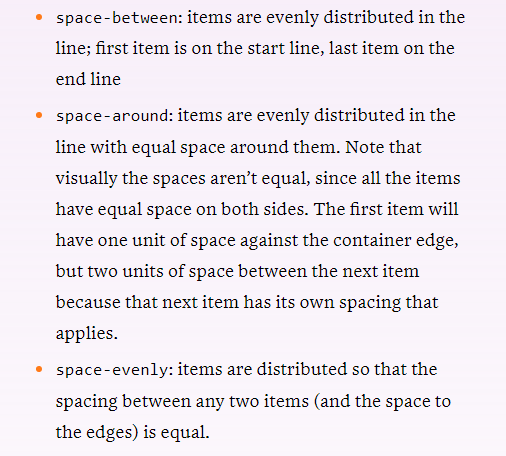 • space-between: items are evenly distributed in the
line; first item is on the start line, last item on the
end line
• space-around: items are evenly distributed in the
line with equal space around them. Note that
visually the spaces aren’t equal, since all the items
have equal space on both sides. The first item will
have one unit of space against the container edge,
but two units of space between the next item
because that next item has its own spacing that
applies.
• space-evenly: items are distributed so that the
spacing between any two items (and the space to
the edges) is equal.